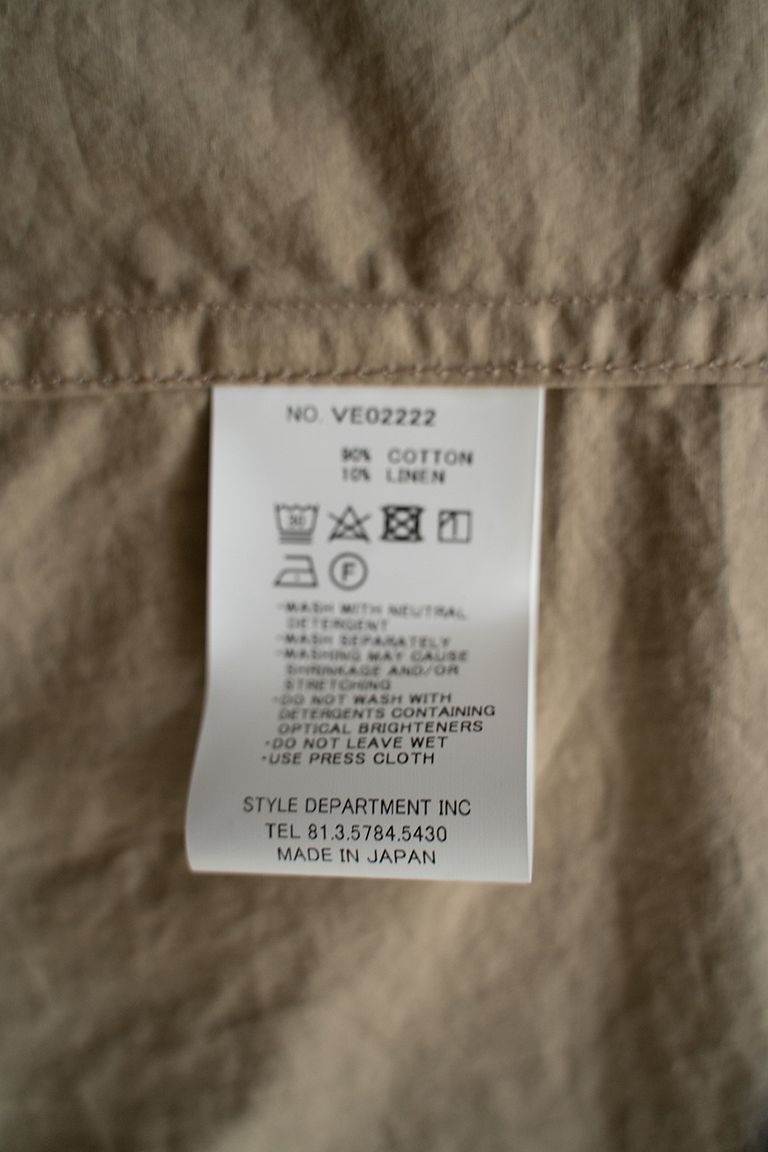 NO. VE02222
90% COTTON
10% LINEN
30
F
·WASH WITH NEUTRAL
DETERGENT
·WASH SEPARATELY
·WASHING MAY CAUSE
SHRINKAGE AND/OR
STRETCHING
·DO NOT WASH WITH
DETERGENTS CONTAINING
OPTICAL BRIGHTENERS
·DO NOT LEAVE WET
·USE PRESS CLOTH
STYLE DEPARTMENT INC
TEL 81.3.5784.5430
MADE IN JAPAN